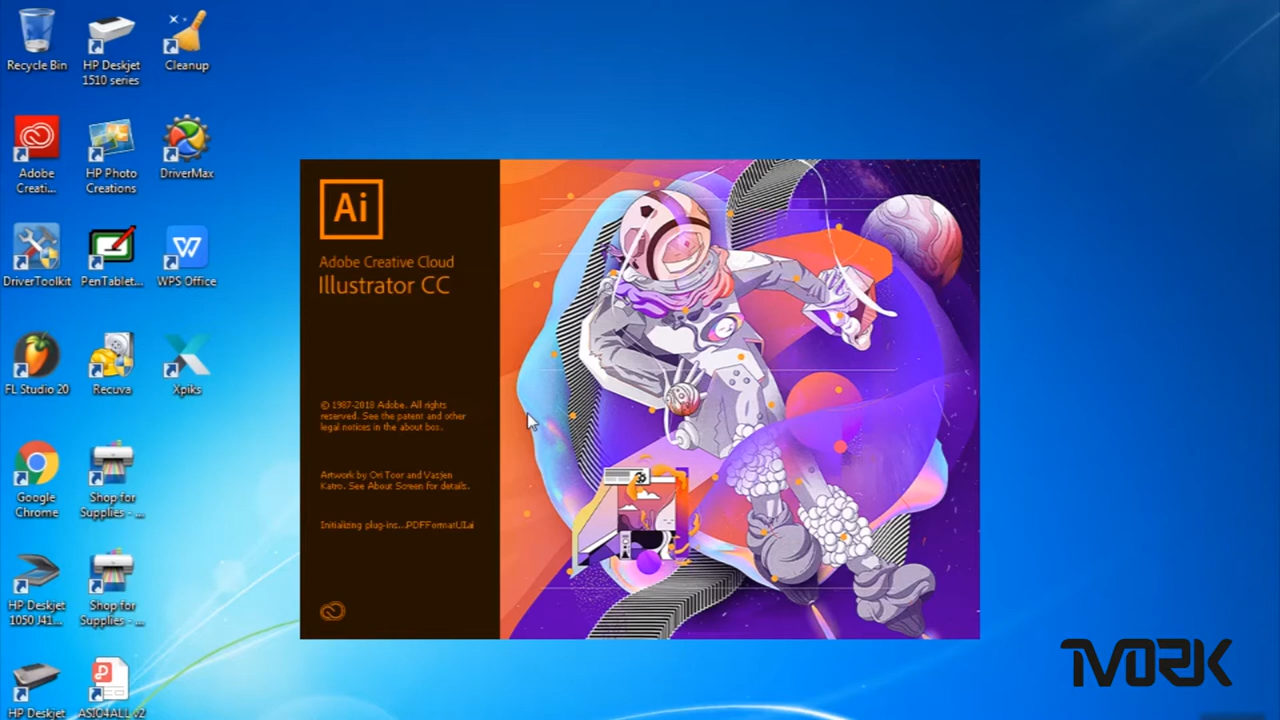 Recycle Bin
HP Deskjet
1510 series
Cleanup
Adobe
Creati...
HP Photo
Creations
DriverMax
DriverToolkit
PenTablet...
WPS Office
FL Studio 20
Recuva
Xpiks
Google
Chrome
Shop for
Supplies - ...
HP Deskjet
1050 J41...
Shop for
Supplies - ...
HP Deskjet
ASIO4ALL v2
Ai
Adobe Creative Cloud
Illustrator CC
© 1987-2018 Adobe. All rights
reserved. See the patent and other
legal notices in the about box.
Artwork by Ori Toor and Vasjen
Katro. See About Screen for details.
Initializing plug-ins...PDFFormatUI.ai
TVORK